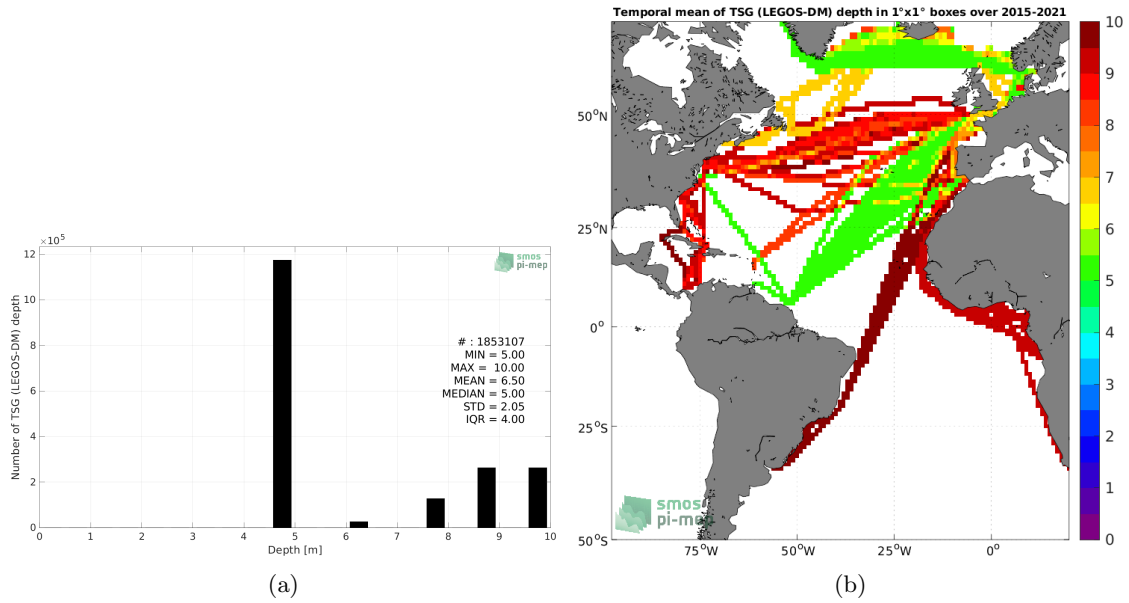 ×10⁵
12
10
8
6
4
2
0
Number of TSG (LEGOS-DM) depth
smos
pi-mep
# : 1853107
MIN = 5.00
MAX = 10.00
MEAN = 6.50
MEDIAN = 5.00
STD = 2.05
IQR = 4.00
0 1 2 3 4 5 6 7 8 9 10
Depth [m]
(a)
Temporal mean of TSG (LEGOS-DM) depth in 1°x1° boxes over 2015-2021
50°N
25°N
0°
25°S
50°S
75°W 50°W 25°W 0°
smos
pi-mep
10
9
8
7
6
5
4
3
2
1
0
(b)